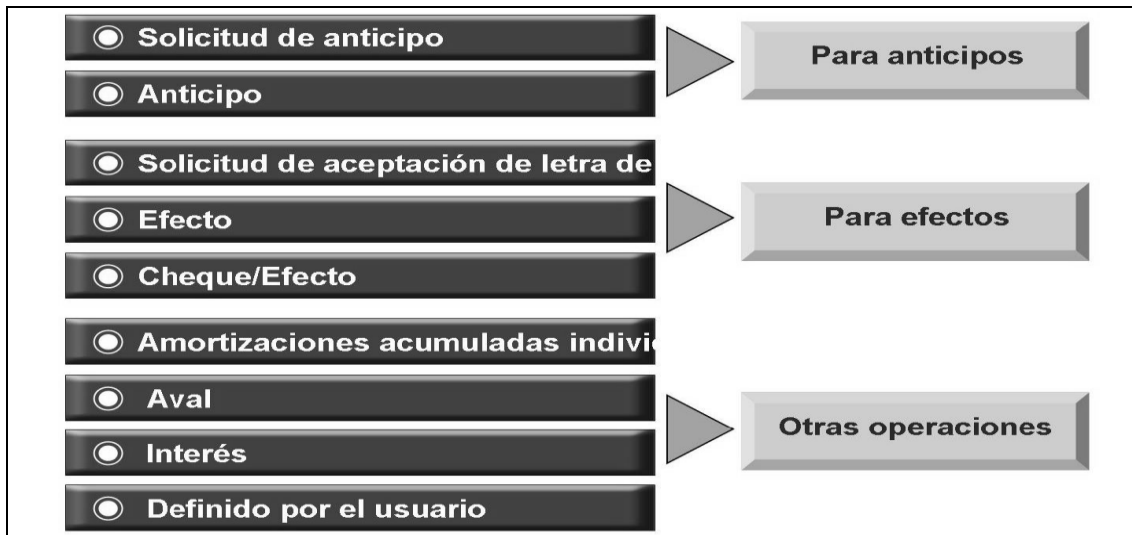 Solicitud de anticipo
Anticipo
Para anticipos
Solicitud de aceptación de letra de
Efecto
Cheque/Efecto
Para efectos
Amortizaciones acumuladas
Aval
Interés
Definido por el usuario
Otras operaciones